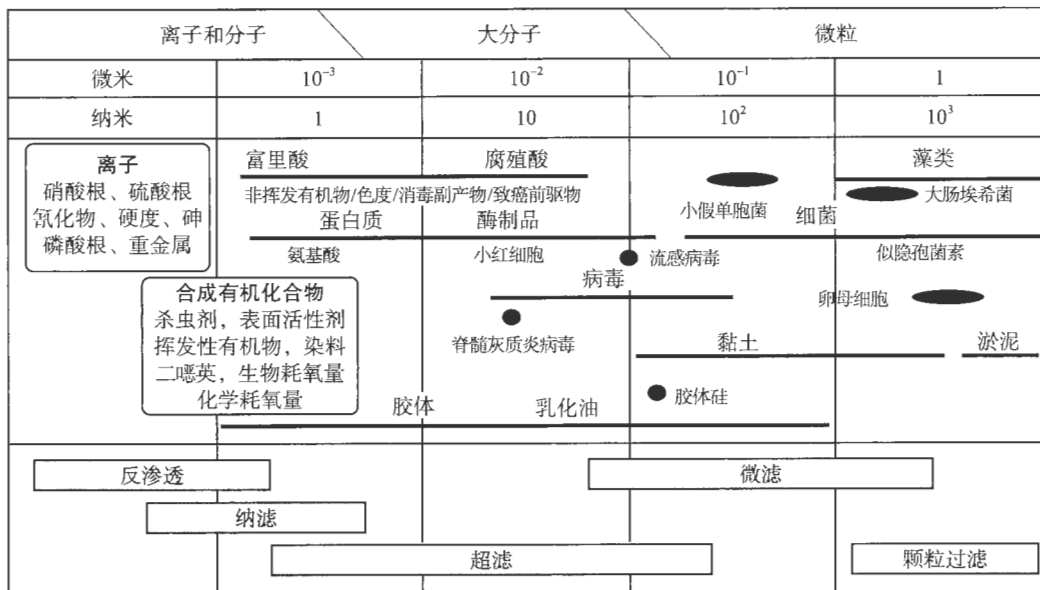 离子和分子 大分子 微粒
微米 10⁻³ 10⁻² 10⁻¹ 1
纳米 1 10 10² 10³
离子
硝酸根、硫酸根
氰化物、硬度、砷
磷酸根、重金属
富里酸 腐殖酸 藻类
非挥发有机物/色度/消毒副产物/致癌前驱物 大肠埃希菌
小假单胞菌 细菌
蛋白质 酶制品
氨基酸 小红细胞 流感病毒 似隐孢菌素
病毒
合成有机化合物
杀虫剂，表面活性剂
挥发性有机物，染料
二噁英，生物耗氧量
化学耗氧量
卵母细胞
脊髓灰质炎病毒 黏土 淤泥
胶体硅
胶体 乳化油
反渗透 微滤
纳滤
超滤 颗粒过滤